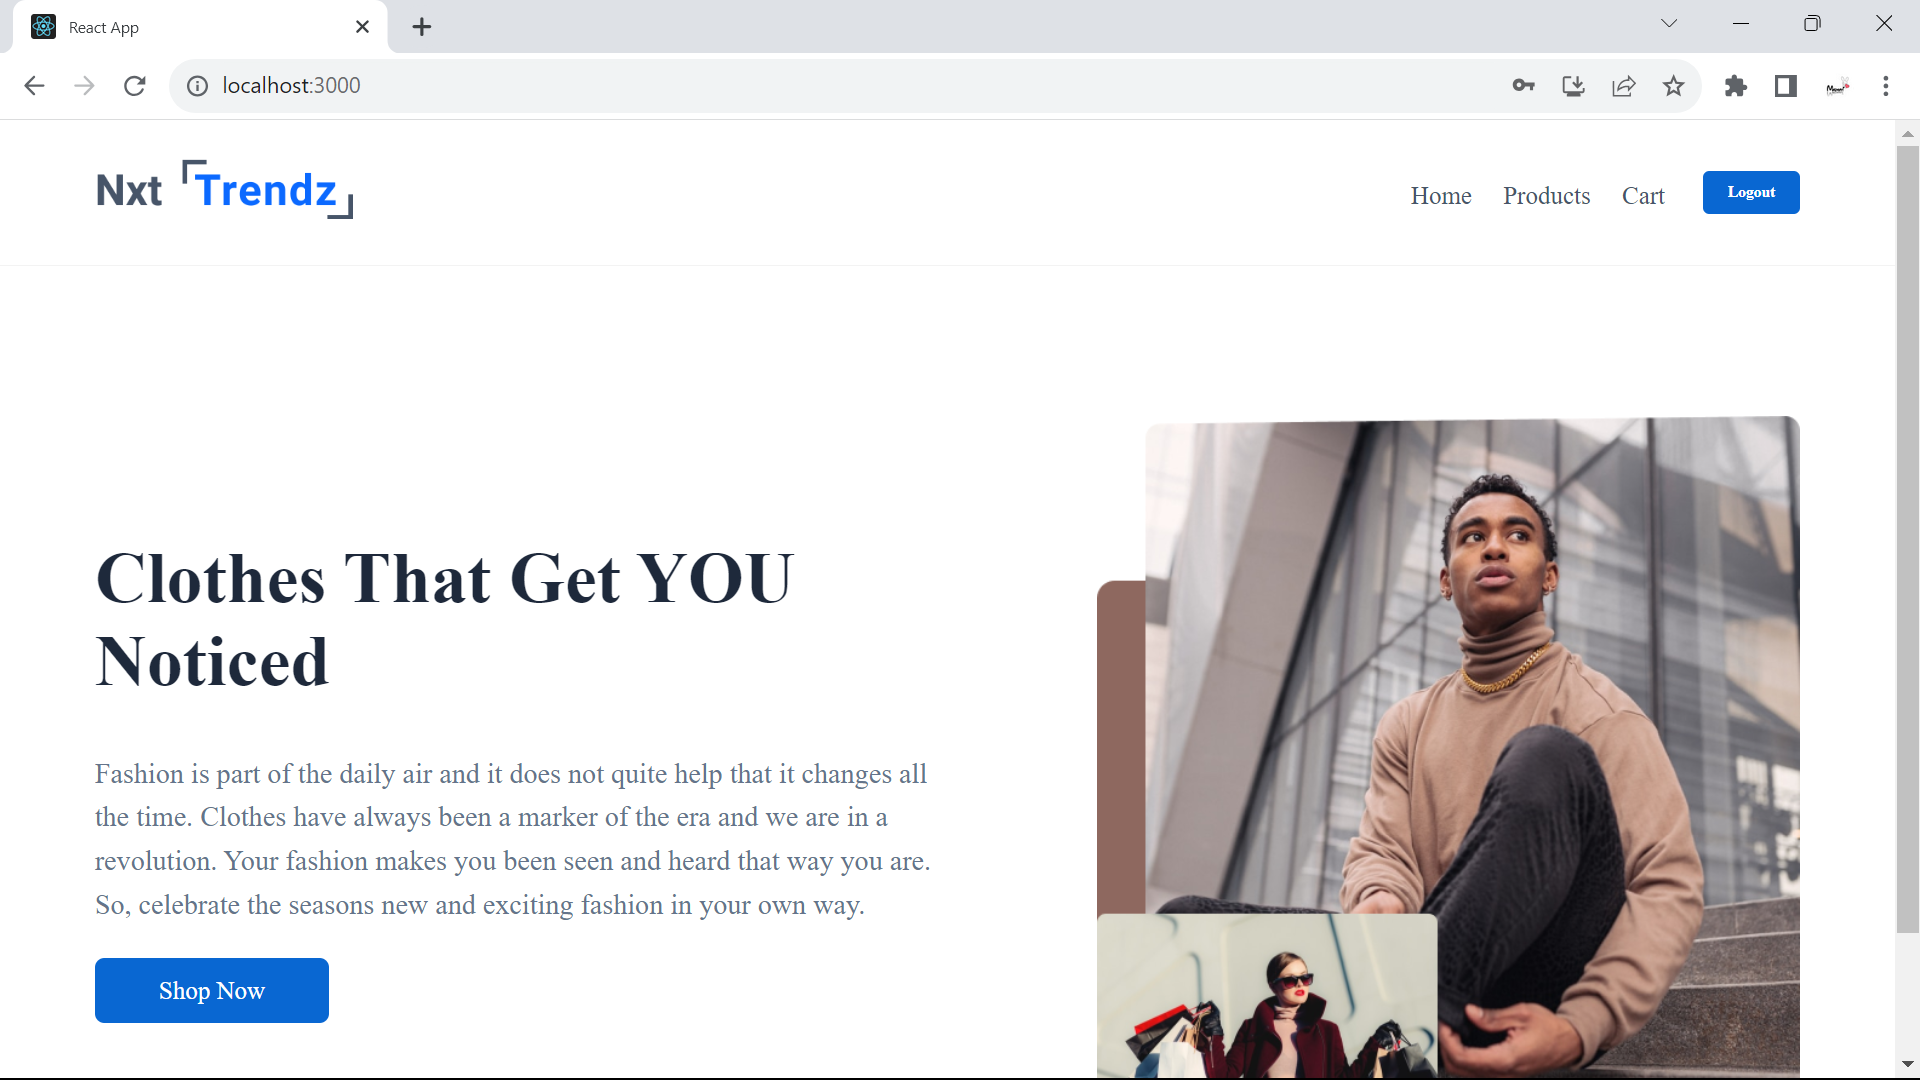 React App
localhost:3000
Nxt Trendz
Home Products Cart Logout
Clothes That Get YOU
Noticed
Fashion is part of the daily air and it does not quite help that it changes all
the time. Clothes have always been a marker of the era and we are in a
revolution. Your fashion makes you been seen and heard that way you are.
So, celebrate the seasons new and exciting fashion in your own way.
Shop Now